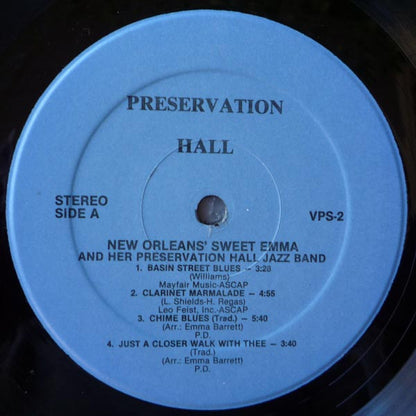 PRESERVATION
HALL
STEREO
SIDE A
VPS-2
NEW ORLEANS' SWEET EMMA
AND HER PRESERVATION HALL JAZZ BAND
1. BASIN STREET BLUES – 3:28
(Williams)
Mayfair Music-ASCAP
2. CLARINET MARMALADE – 4:55
(L. Shields-H. Regas)
Leo Feist, Inc.-ASCAP
3. CHIME BLUES (Trad.) – 5:40
(Arr.: Emma Barrett)
P.D.
4. JUST A CLOSER WALK WITH THEE – 3:40
(Trad.)
(Arr.: Emma Barrett)
P.D.